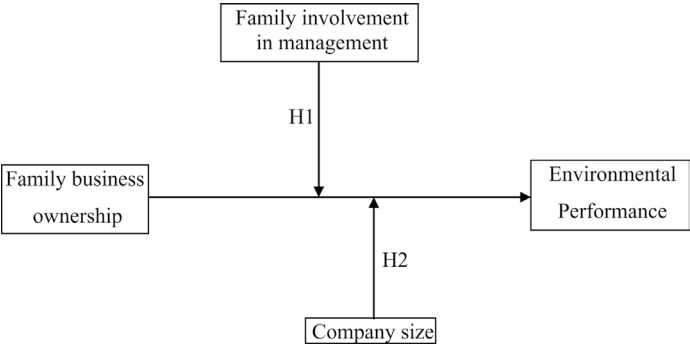 Family involvement
in management
H1
Family business
ownership
Environmental
Performance
H2
Company size